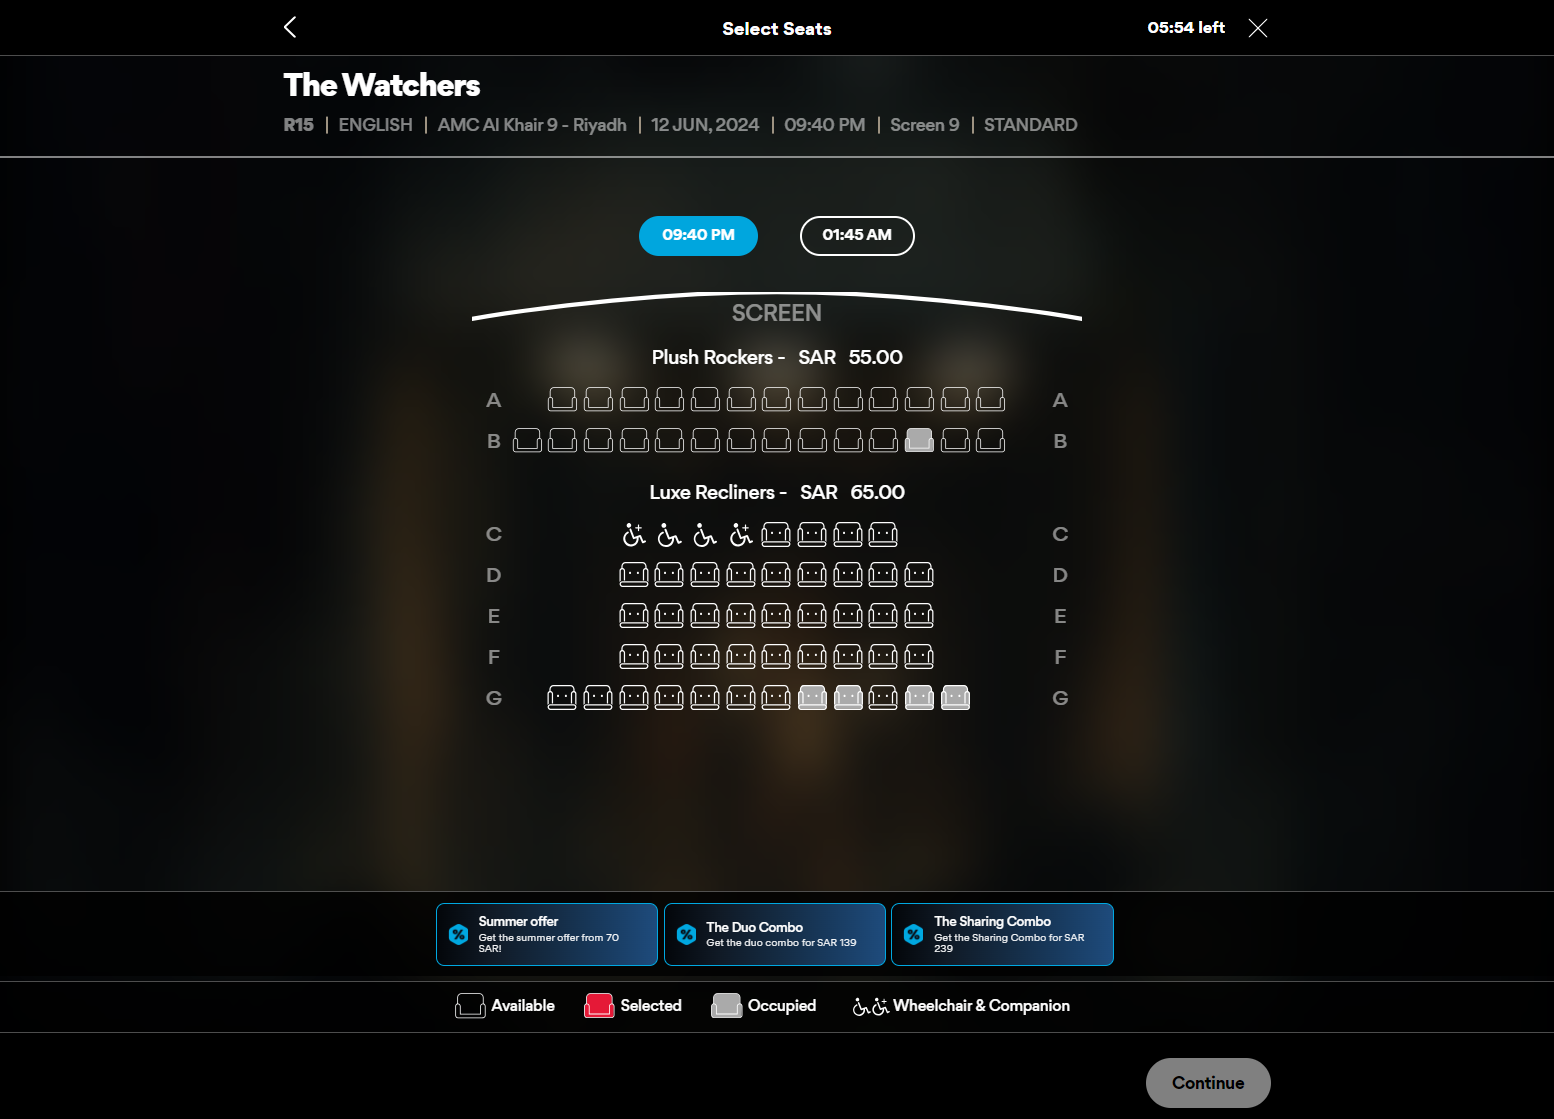 Select Seats
05:54 left
The Watchers
R15 | ENGLISH | AMC Al Khair 9 - Riyadh | 12 JUN, 2024 | 09:40 PM | Screen 9 | STANDARD
09:40 PM
01:45 AM
SCREEN
Plush Rockers - SAR 55.00
A A
B B
Luxe Recliners - SAR 65.00
C C
D D
E E
F F
G G
Summer offer
Get the summer offer from 70
SAR!
The Duo Combo
Get the duo combo for SAR 139
The Sharing Combo
Get the Sharing Combo for SAR
239
Available
Selected
Occupied
Wheelchair & Companion
Continue